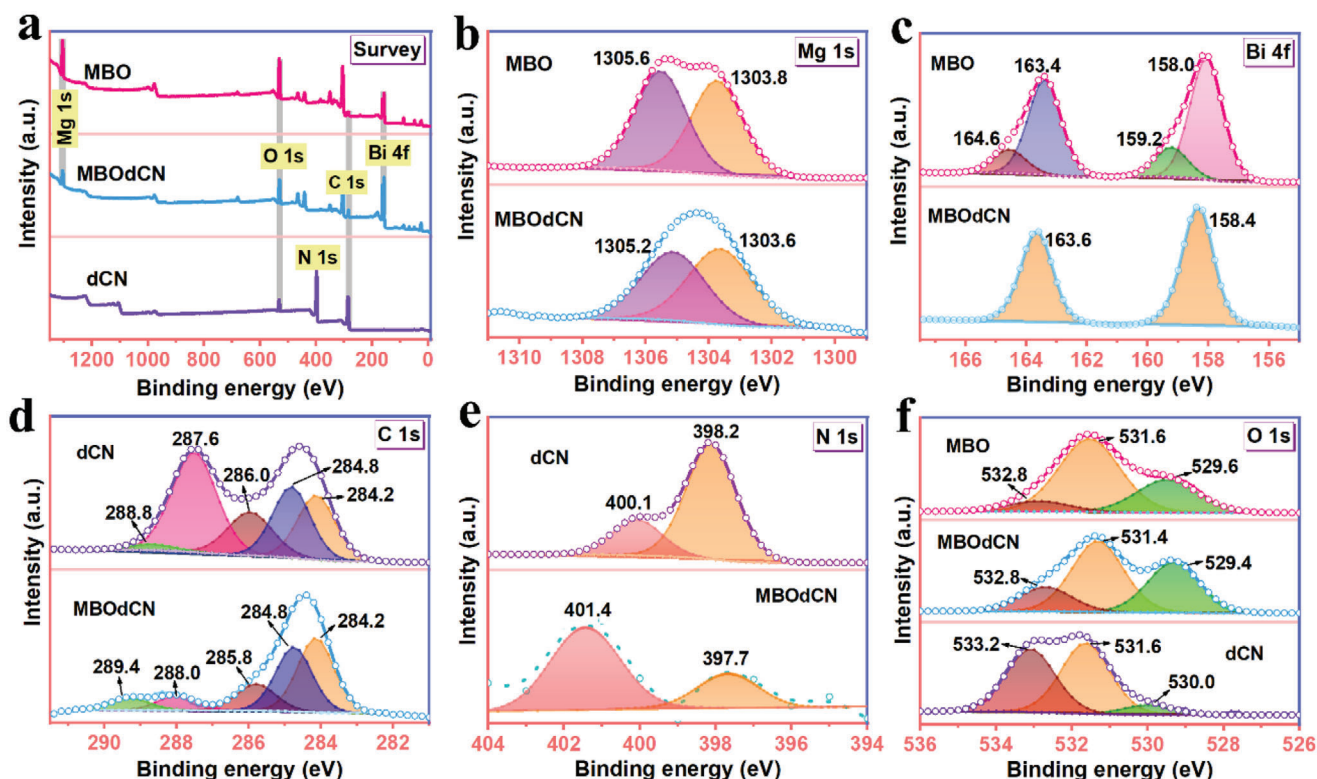 a
Survey
MBO
Mg 1s
O 1s
Bi 4f
C 1s
MBOdCN
N 1s
dCN
Intensity (a.u.)
1200 1000 800 600 400 200 0
Binding energy (eV)
b
Mg 1s
MBO
1305.6
1303.8
MBOdCN
1305.2
1303.6
Intensity (a.u.)
1310 1308 1306 1304 1302 1300
Binding energy (eV)
c
Bi 4f
MBO
163.4
158.0
164.6
159.2
MBOdCN
163.6
158.4
Intensity (a.u.)
166 164 162 160 158 156
Binding energy (eV)
d
C 1s
dCN
287.6
286.0
284.8
284.2
288.8
MBOdCN
284.8
284.2
285.8
289.4
288.0
Intensity (a.u.)
290 288 286 284 282
Binding energy (eV)
e
N 1s
dCN
398.2
400.1
MBOdCN
401.4
397.7
Intensity (a.u.)
404 402 400 398 396 394
Binding energy (eV)
f
O 1s
MBO
531.6
532.8
529.6
MBOdCN
531.4
532.8
529.4
dCN
533.2
531.6
530.0
Intensity (a.u.)
536 534 532 530 528 526
Binding energy (eV)